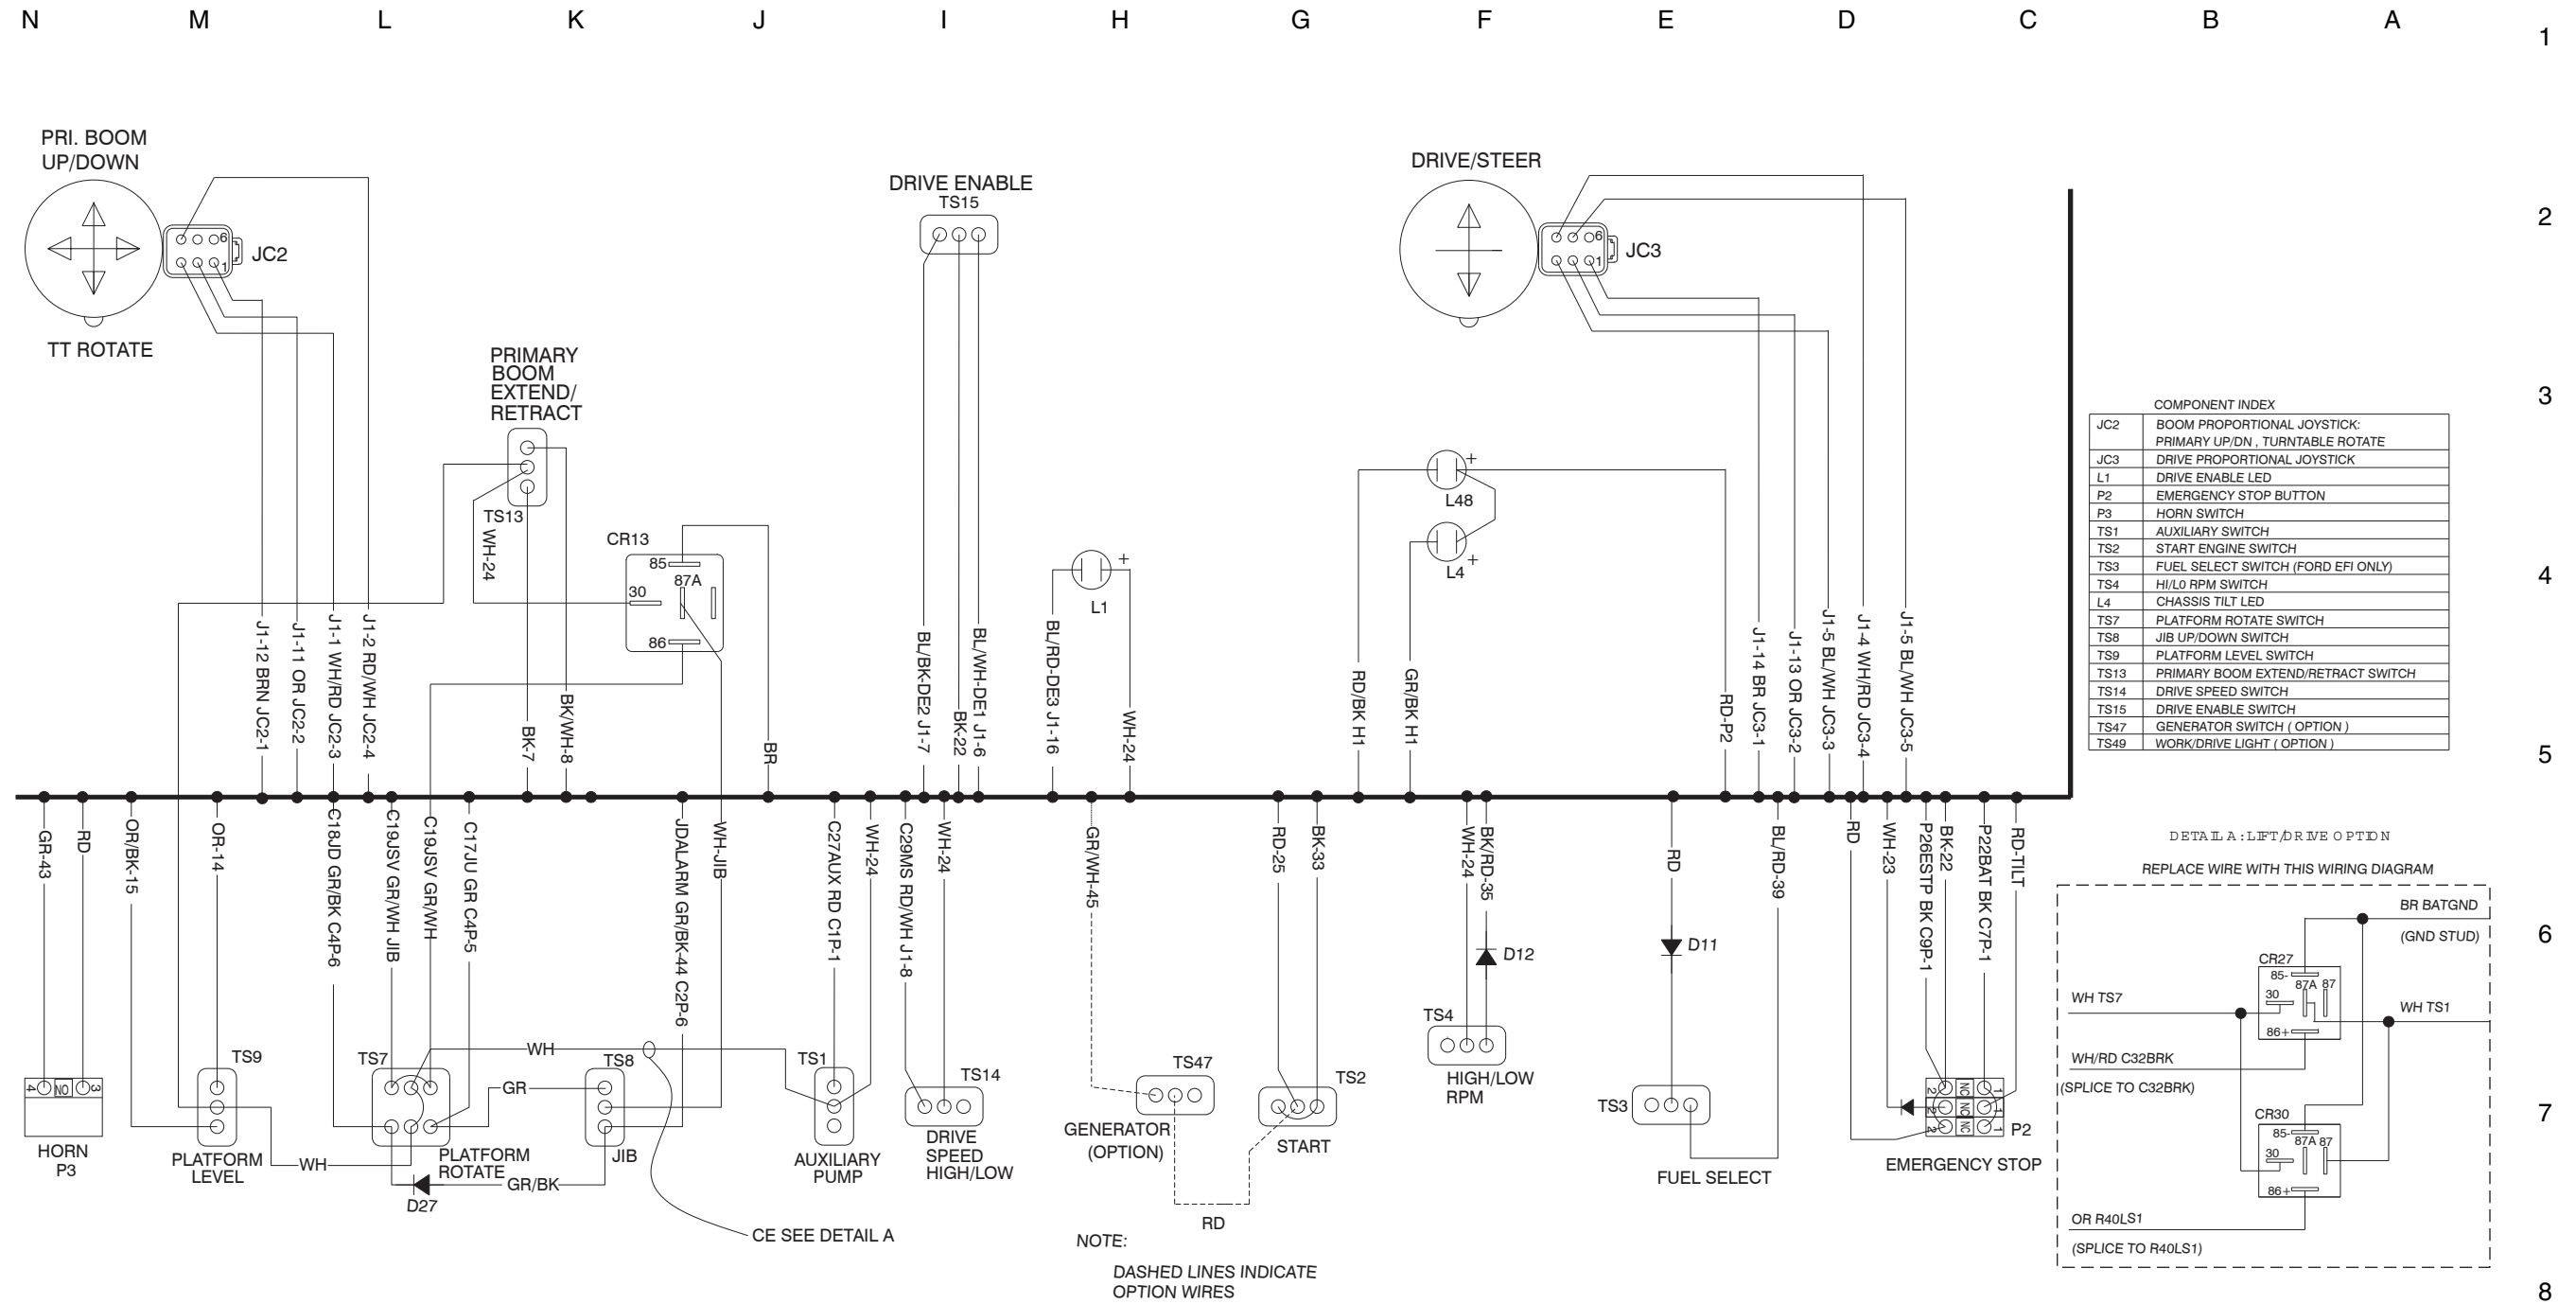 N M L K J I H G F E D C B A
1
2
3
4
5
6
7
8
PRI. BOOM
UP/DOWN
6
1
JC2
TT ROTATE
DRIVE ENABLE
TS15
DRIVE/STEER
6
1
JC3
PRIMARY
BOOM
EXTEND/
RETRACT
TS13
WH-24
CR13
85
87A
30
86
L1
+
L48
+
L4
+
J1-12 BRN JC2-1
J1-11 OR JC2-2
J1-1 WH/RD JC2-3
J1-2 RD/WH JC2-4
BK-7
BK/WH-8
BR
BL/BK-DE2 J1-7
BK-22
BL/WH-DE1 J1-6
BL/RD-DE3 J1-16
WH-24
RD/BK H1
GR/BK H1
RD-P2
J1-14 BR JC3-1
J1-13 OR JC3-2
J1-5 BL/WH JC3-3
J1-4 WH/RD JC3-4
J1-5 BL/WH JC3-5
COMPONENT INDEX
JC2 BOOM PROPORTIONAL JOYSTICK:
PRIMARY UP/DN , TURNTABLE ROTATE
JC3 DRIVE PROPORTIONAL JOYSTICK
L1 DRIVE ENABLE LED
P2 EMERGENCY STOP BUTTON
P3 HORN SWITCH
TS1 AUXILIARY SWITCH
TS2 START ENGINE SWITCH
TS3 FUEL SELECT SWITCH (FORD EFI ONLY)
TS4 HI/L0 RPM SWITCH
L4 CHASSIS TILT LED
TS7 PLATFORM ROTATE SWITCH
TS8 JIB UP/DOWN SWITCH
TS9 PLATFORM LEVEL SWITCH
TS13 PRIMARY BOOM EXTEND/RETRACT SWITCH
TS14 DRIVE SPEED SWITCH
TS15 DRIVE ENABLE SWITCH
TS47 GENERATOR SWITCH ( OPTION )
TS49 WORK/DRIVE LIGHT ( OPTION )
GR-43
RD
OR/BK-15
OR-14
C18JD GR/BK C4P-6
C19JSV GR/WH JIB
C19JSV GR/WH
C17JU GR C4P-5
JDALARM GR/BK-44 C2P-6
WH-JIB
C27AUX RD C1P-1
WH-24
C29MS RD/WH J1-8
WH-24
GR/WH-45
RD-25
BK-33
WH-24
BK/RD-35
RD
BL/RD-39
RD
WH-23
P26ESTP BK C9P-1
BK-22
P22BAT BK C7P-1
RD-TILT
D12
D11
4 NO 3
HORN
P3
TS9
PLATFORM
LEVEL
WH
TS7
PLATFORM
ROTATE
D27
GR/BK
WH
GR
TS8
JIB
CE SEE DETAIL A
TS1
AUXILIARY
PUMP
TS14
DRIVE
SPEED
HIGH/LOW
TS47
GENERATOR
(OPTION)
RD
TS2
START
TS4
HIGH/LOW
RPM
TS3
FUEL SELECT
2 NC 1
2 NC 1
2 NC 1
P2
EMERGENCY STOP
NOTE:
DASHED LINES INDICATE
OPTION WIRES
DETAIL A : LIFT/DRIVE OPTION
REPLACE WIRE WITH THIS WIRING DIAGRAM
BR BATGND
(GND STUD)
CR27
85-
87A 87
30
86+
WH TS7
WH TS1
WH/RD C32BRK
(SPLICE TO C32BRK)
CR30
85-
87A 87
30
86+
OR R40LS1
(SPLICE TO R40LS1)